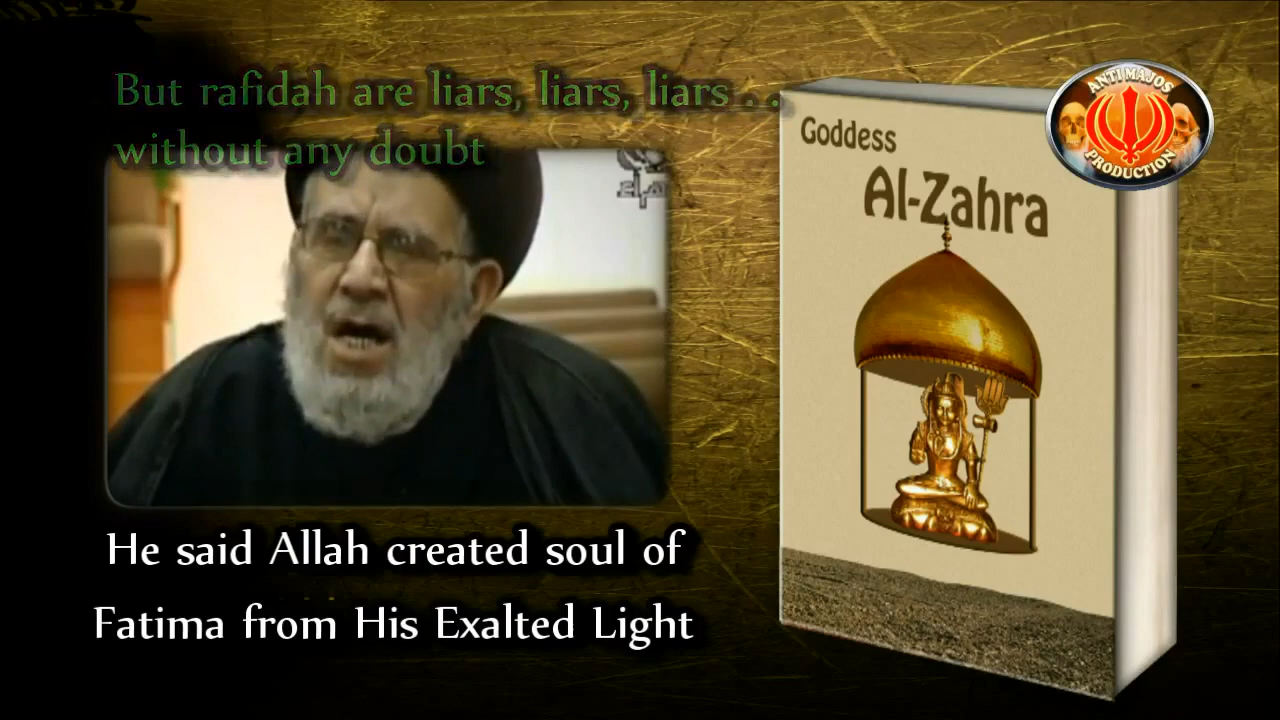 But rafidah are liars, liars, liars . .
without any doubt
Goddess
Al-Zahra
ANTI MAJOS
PRODUCTION
He said Allah created soul of
Fatima from His Exalted Light